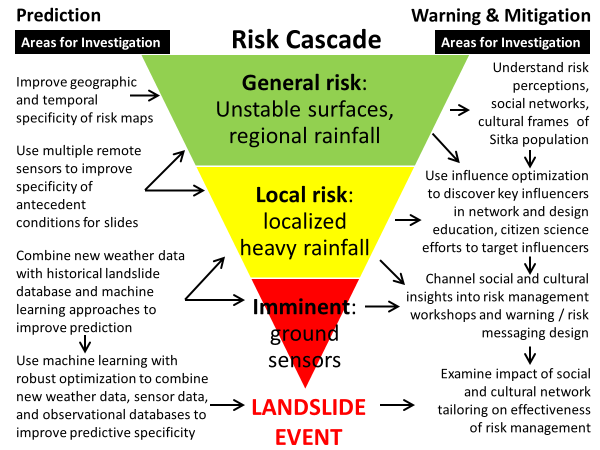 Prediction
Areas for Investigation
Improve geographic
and temporal
specificity of risk maps
Use multiple remote
sensors to improve
specificity of
antecedent
conditions for slides
Combine new weather data
with historical landslide
database and machine
learning approaches to
improve prediction
Use machine learning with
robust optimization to combine
new weather data, sensor data,
and observational databases to
improve predictive specificity
Risk Cascade
General risk:
Unstable surfaces,
regional rainfall
Local risk:
localized
heavy rainfall
Imminent:
ground
sensors
LANDSLIDE
EVENT
Warning & Mitigation
Areas for Investigation
Understand risk
perceptions,
social networks,
cultural frames of
Sitka population
Use influence optimization
to discover key influencers
in network and design
education, citizen science
efforts to target influencers
Channel social and cultural
insights into risk management
workshops and warning / risk
messaging design
Examine impact of social
and cultural network
tailoring on effectiveness
of risk management